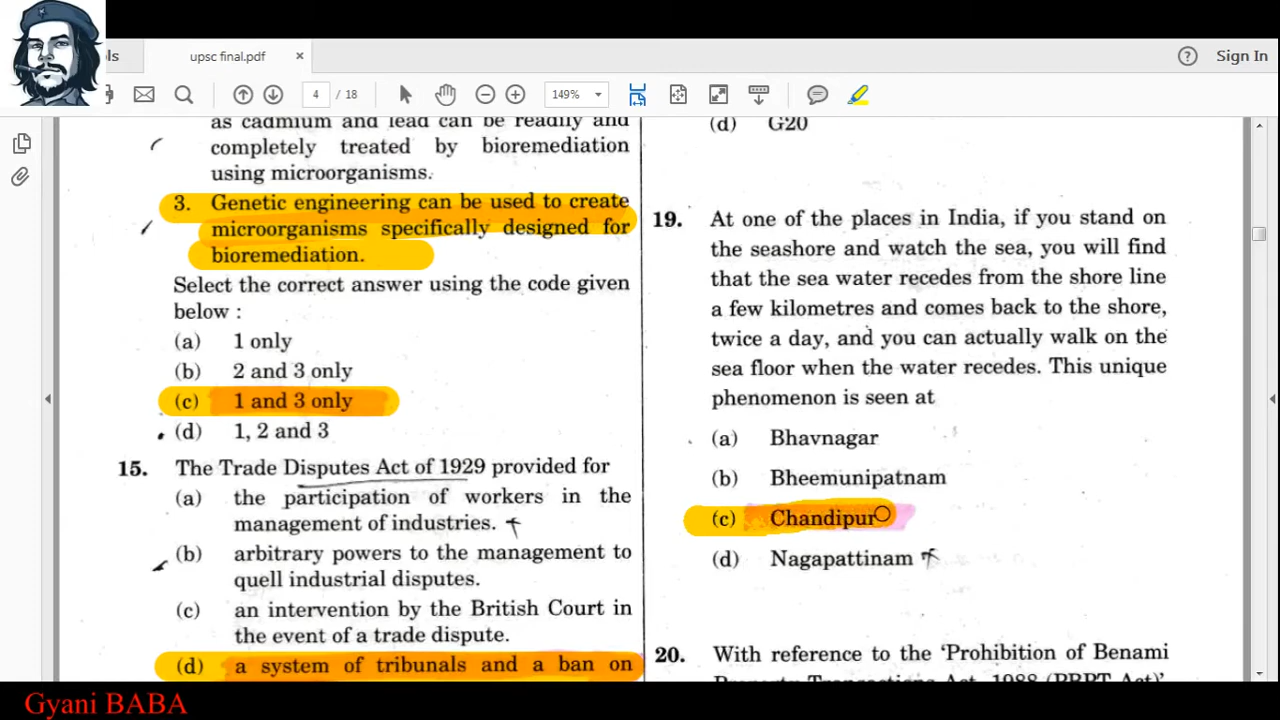 ls
upsc final.pdf
×
? Sign In
4 / 18
149%
as cadmium and lead can be readily and
completely treated by bioremediation
using microorganisms.
3. Genetic engineering can be used to create
microorganisms specifically designed for
bioremediation.
Select the correct answer using the code given
below :
(a) 1 only
(b) 2 and 3 only
(c) 1 and 3 only
(d) 1, 2 and 3
15. The Trade Disputes Act of 1929 provided for
(a) the participation of workers in the
management of industries.
(b) arbitrary powers to the management to
quell industrial disputes.
(c) an intervention by the British Court in
the event of a trade dispute.
(d) a system of tribunals and a ban on
(d) G20
19. At one of the places in India, if you stand on
the seashore and watch the sea, you will find
that the sea water recedes from the shore line
a few kilometres and comes back to the shore,
twice a day, and you can actually walk on the
sea floor when the water recedes. This unique
phenomenon is seen at
(a) Bhavnagar
(b) Bheemunipatnam
(c) Chandipur
(d) Nagapattinam
20. With reference to the 'Prohibition of Benami
Property Transactions Act, 1988 (PBPT Act)'
Gyani BABA